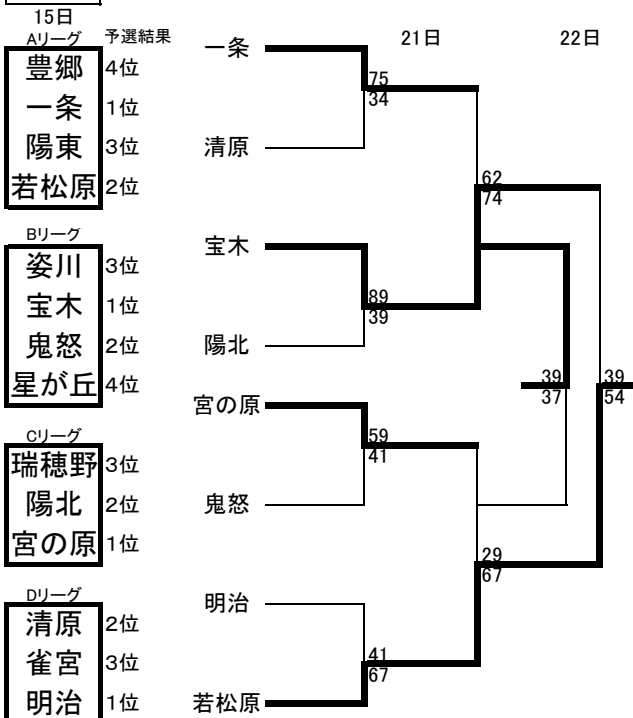 15日
Aリーグ 予選結果
豊郷 4位
一条 1位
陽東 3位
若松原 2位
Bリーグ
姿川 3位
宝木 1位
鬼怒 2位
星が丘 4位
Cリーグ
瑞穂野 3位
陽北 2位
宮の原 1位
Dリーグ
清原 2位
雀宮 3位
明治 1位
21日 22日
一条
75
34
清原
62
74
宝木
89
39
陽北
39 39
37 54
宮の原
59
41
鬼怒
29
67
明治
41
67
若松原